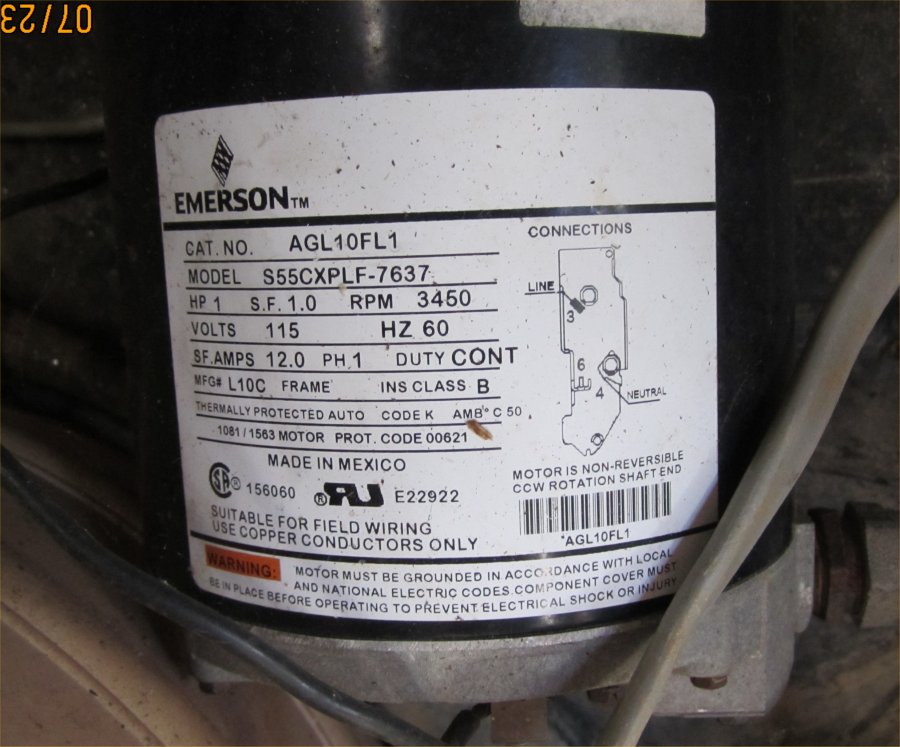 07/23
EMERSON™
CAT. NO. AGL10FL1
MODEL S55CXPLF-7637
HP 1 S.F. 1.0 RPM 3450
VOLTS 115 HZ 60
SF.AMPS 12.0 PH.1 DUTY CONT
MFG# L10C FRAME INS CLASS B
THERMALLY PROTECTED AUTO CODE K AMB°C 50
1081 / 1563 MOTOR PROT. CODE 00621
MADE IN MEXICO
SA® 156060 ®RU E22922
SUITABLE FOR FIELD WIRING
USE COPPER CONDUCTORS ONLY
CONNECTIONS
LINE
3
6
4
NEUTRAL
MOTOR IS NON-REVERSIBLE
CCW ROTATION SHAFT END
*AGL10FL1
WARNING: MOTOR MUST BE GROUNDED IN ACCORDANCE WITH LOCAL
AND NATIONAL ELECTRIC CODES. COMPONENT COVER MUST
BE IN PLACE BEFORE OPERATING TO PREVENT ELECTRICAL SHOCK OR INJURY